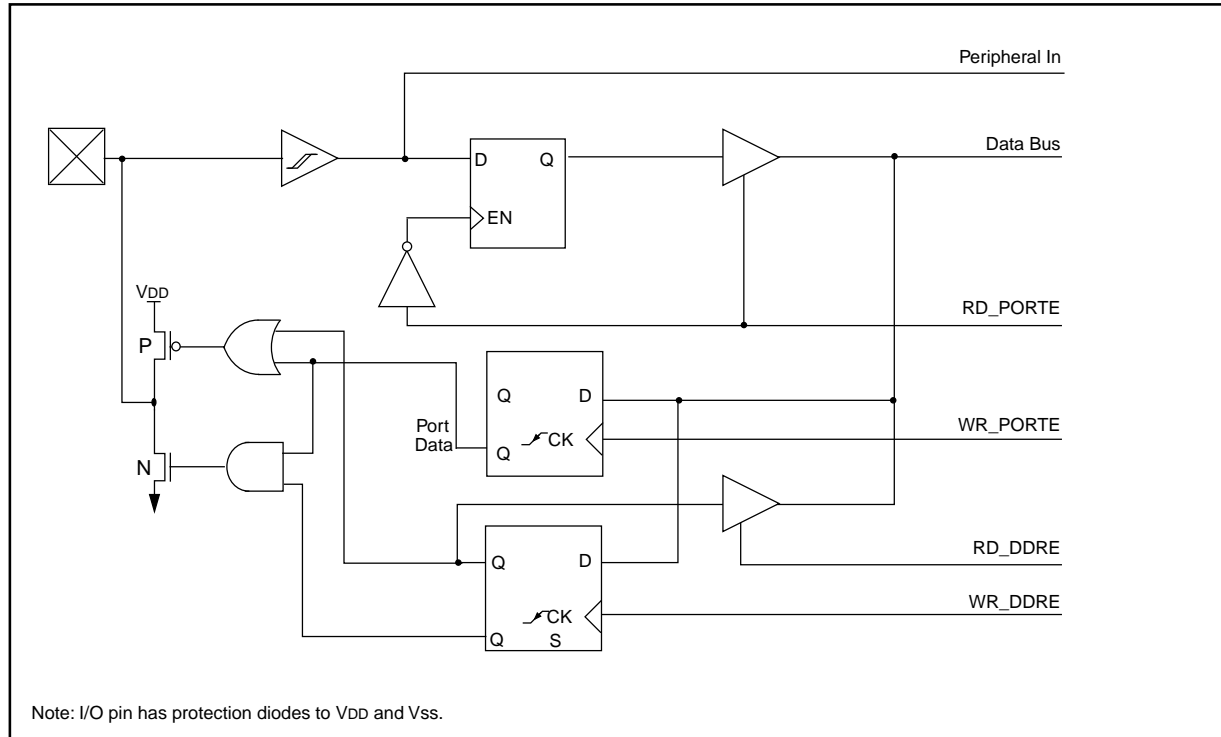 Peripheral In
D Q
Data Bus
EN
VDD
RD_PORTE
P
Q D
Port
Data
CK
WR_PORTE
Q
N
RD_DDRE
Q D
WR_DDRE
CK
Q S
Note: I/O pin has protection diodes to VDD and Vss.